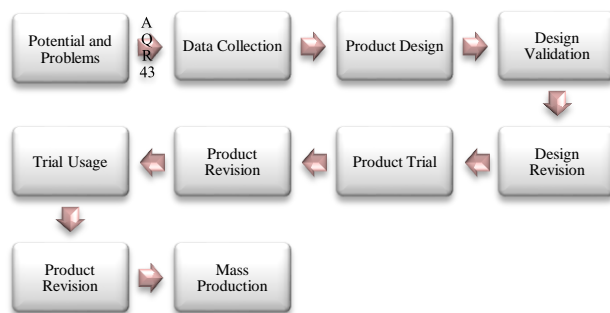 Potential and
Problems
A
Q
R
43
Data Collection
Product Design
Design
Validation
Design
Revision
Product Trial
Product
Revision
Trial Usage
Product
Revision
Mass
Production